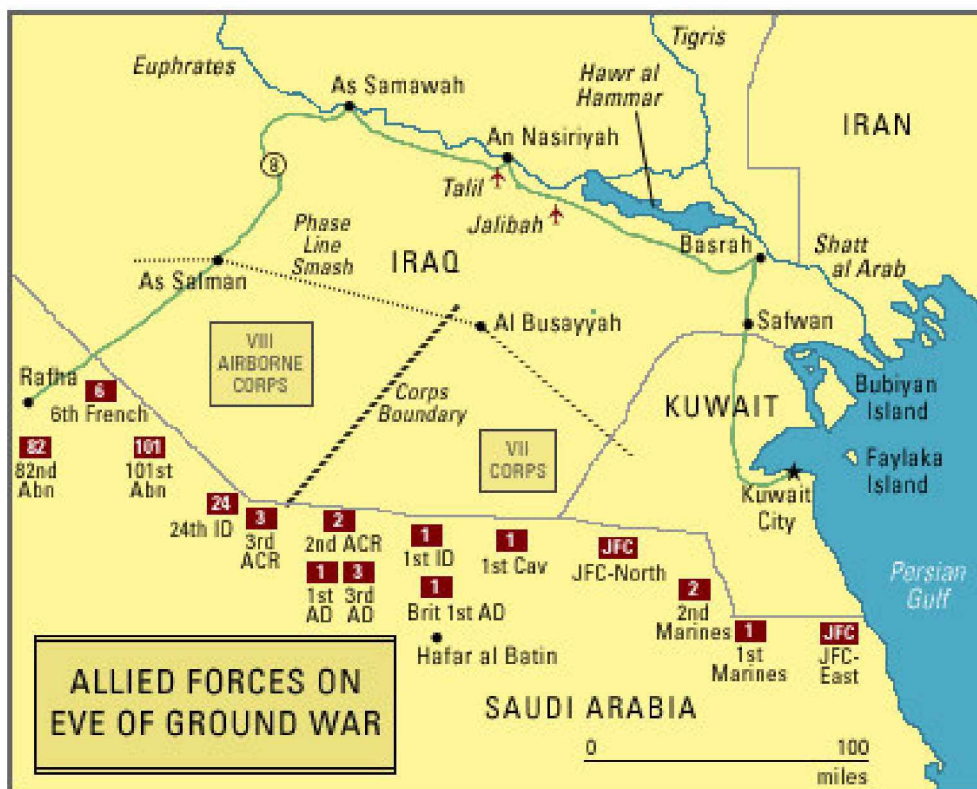 Euphrates
As Samawah
Tigris
Hawr al
Hammar
IRAN
An Nasiriyah
8
Talil
Jalibah
Phase
Line
Smash
IRAQ
Basrah
Shatt
al Arab
As Salman
Al Busayyah
Safwan
VIII
AIRBORNE
CORPS
Rafha
6
6th French
Corps
Boundary
KUWAIT
Bubiyan
Island
82
82nd
Abn
101
101st
Abn
VII
CORPS
Faylaka
Island
Kuwait
City
24
24th ID
3
3rd
ACR
2
2nd ACR
1
1st ID
1
1st Cav
JFC
JFC-North
Persian
Gulf
1
1st
AD
3
3rd
AD
1
Brit 1st AD
2
2nd
Marines
1
1st
Marines
JFC
JFC-
East
Hafar al Batin
ALLIED FORCES ON
EVE OF GROUND WAR
SAUDI ARABIA
0 100
miles